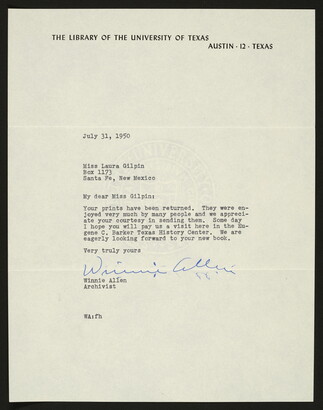 THE LIBRARY OF THE UNIVERSITY OF TEXAS
AUSTIN · 12 · TEXAS
July 31, 1950
Miss Laura Gilpin
Box 1173
Santa Fe, New Mexico
My dear Miss Gilpin:
Your prints have been returned. They were en-
joyed very much by many people and we appreci-
ate your courtesy in sending them. Some day
I hope you will pay us a visit here in the Eu-
gene C. Barker Texas History Center. We are
eagerly looking forward to your new book.
Very truly yours
Winnie Allen
Winnie Allen
Archivist
WA:fh